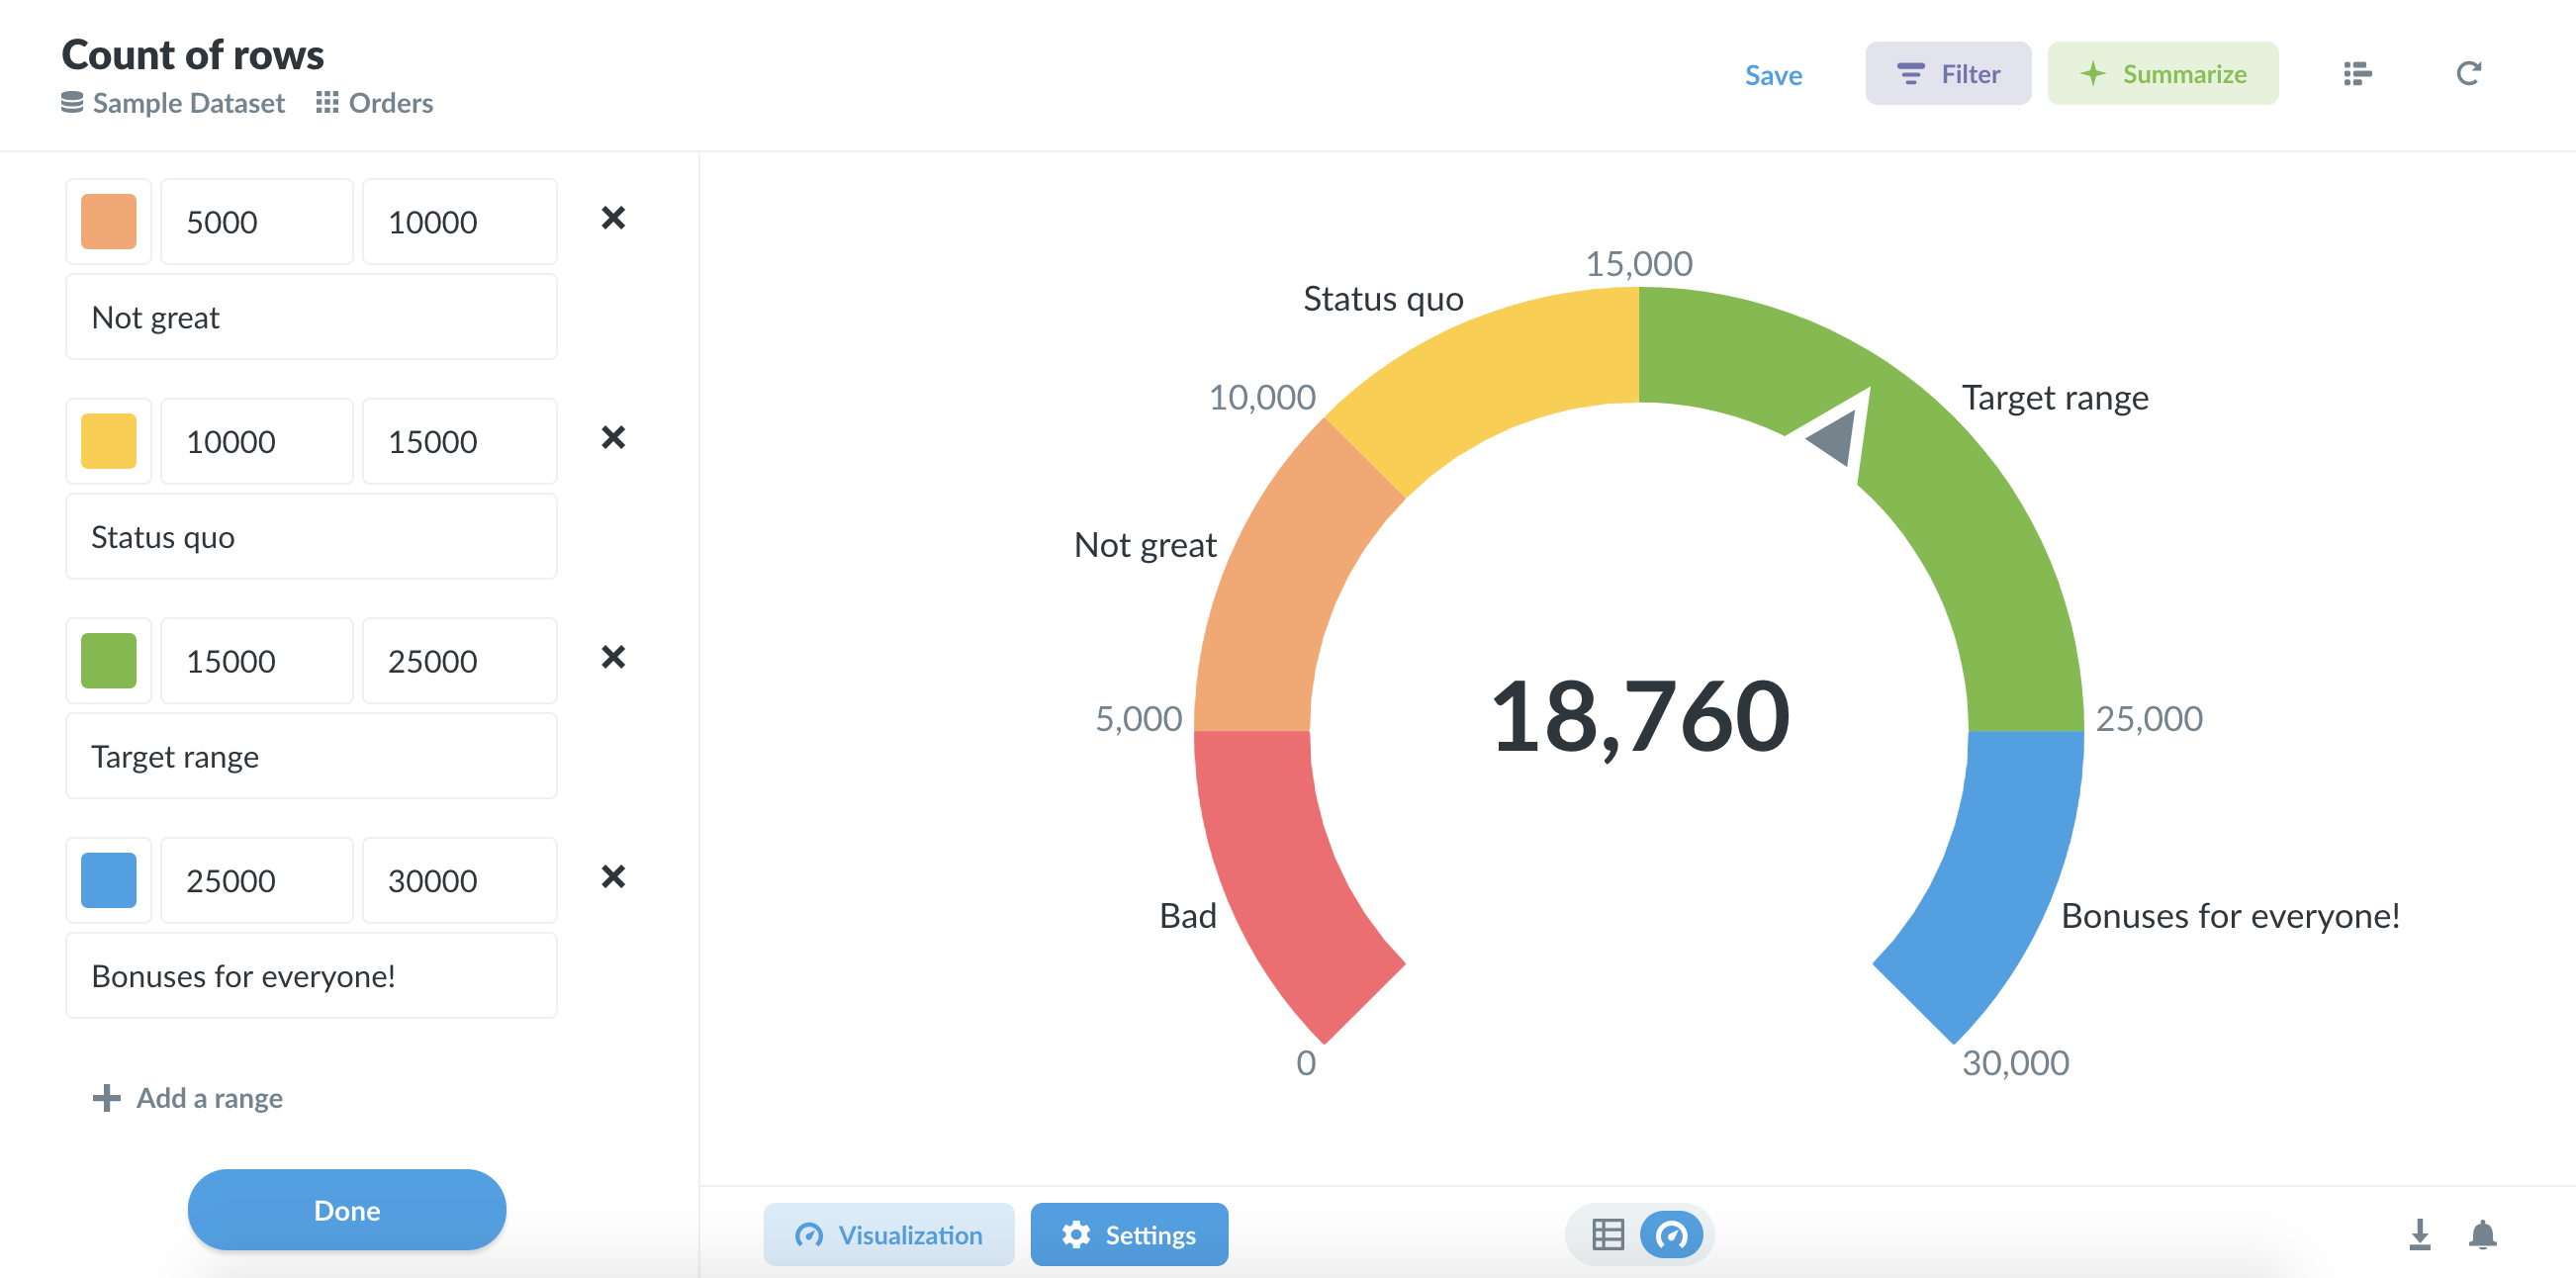 Count of rows
Sample Dataset Orders
Save
Filter
Summarize
5000 10000
Not great
10000 15000
Status quo
15000 25000
Target range
25000 30000
Bonuses for everyone!
Add a range
Done
15,000
Status quo
10,000
Target range
Not great
5,000
18,760
25,000
Bad
Bonuses for everyone!
0
30,000
Visualization
Settings